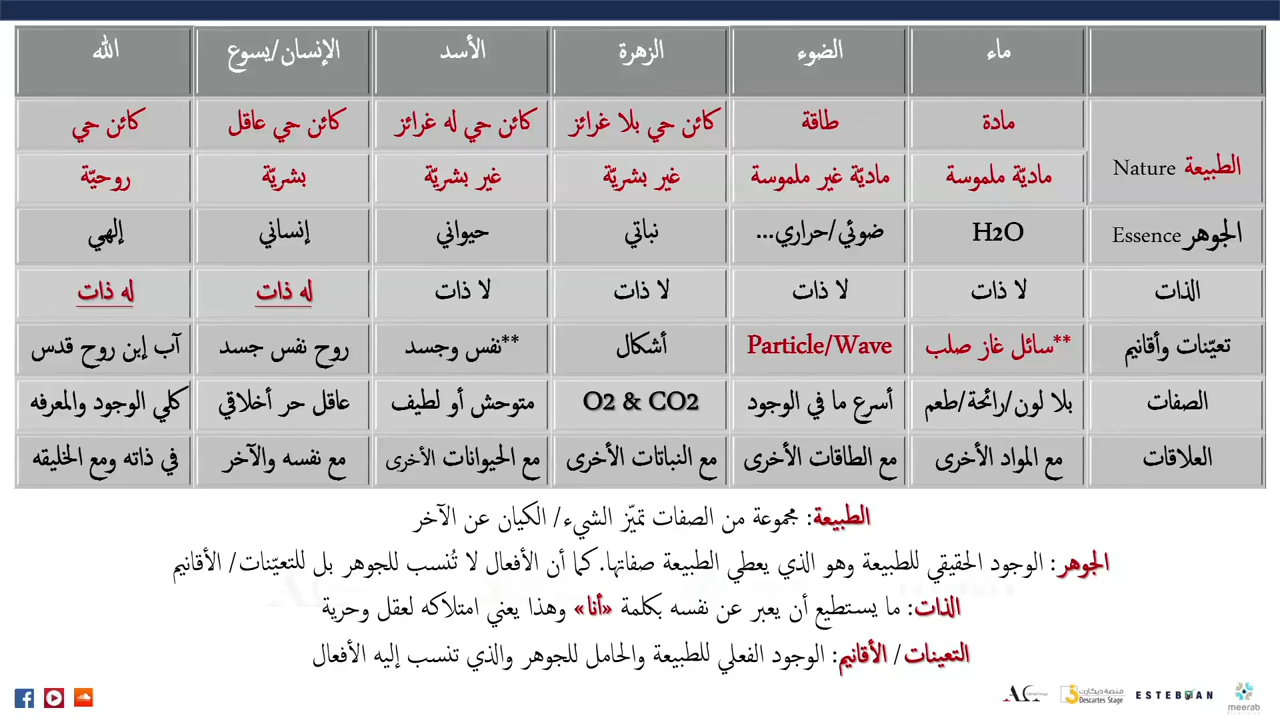 ماء الضوء الزهرة الأسد الإنسان/يسوع الله
الطبيعة Nature
مادة طاقة كائن حي بلا غرائز كائن حي له غرائز كائن حي عاقل كائن حي
ماديّة ملموسة ماديّة غير ملموسة غير بشريّة غير بشريّة بشريّة روحيّة
الجوهر Essence H2O ضوئي/حراري... نباتي حيواني إنساني إلهي
الذات لا ذات لا ذات لا ذات لا ذات له ذات له ذات
تعيّنات وأقانيم **سائل غاز صلب Particle/Wave أشكال **نفس وجسد روح نفس جسد آب إبن روح قدس
الصفات بلا لون/رائحة/طعم أسرع ما في الوجود O2 & CO2 متوحش أو لطيف عاقل حر أخلاقي كلي الوجود والمعرفه
العلاقات مع المواد الأخرى مع الطاقات الأخرى مع النباتات الأخرى مع الحيوانات الأخرى مع نفسه والآخر في ذاته ومع الخليقه
الطبيعة: مجموعة من الصفات تميّز الشيء/ الكيان عن الآخر
الجوهر: الوجود الحقيقي للطبيعة وهو الذي يعطي الطبيعة صفاتها. كما أن الأفعال لا تُنسب للجوهر بل للتعيّنات/ الأقانيم
الذات: ما يستطيع أن يعبر عن نفسه بكلمة «أنا» وهذا يعني امتلاكه لعقل وحرية
التعينات/ الأقانيم: الوجود الفعلي للطبيعة والحامل للجوهر والذي تنسب إليه الأفعال
AC منصة ديكارت Descartes Stage ESTEBTAN meerab